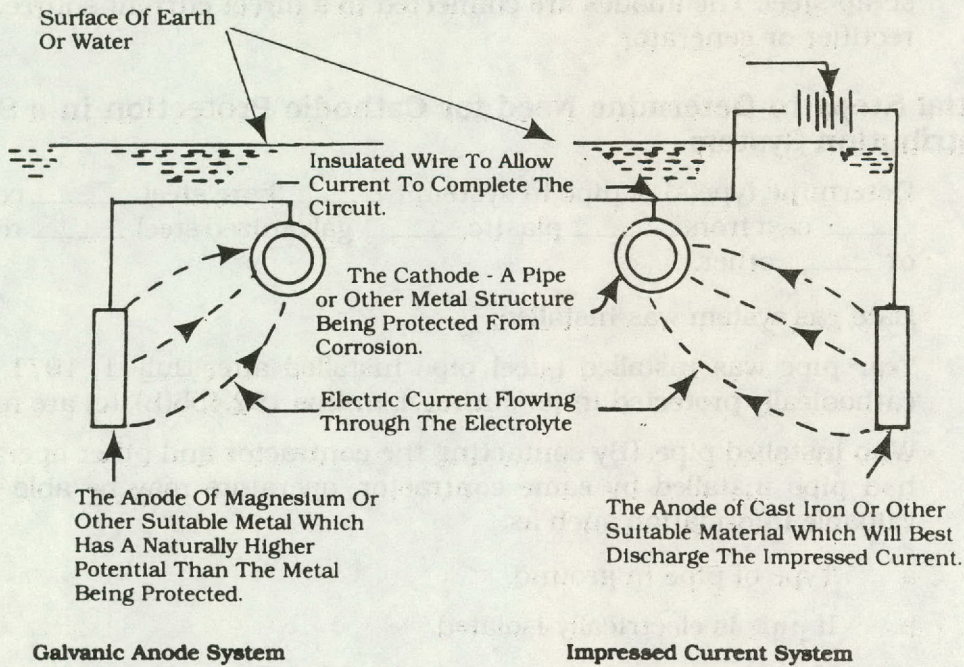 Surface Of Earth
Or Water
Insulated Wire To Allow
Current To Complete The
Circuit.
The Cathode - A Pipe
or Other Metal Structure
Being Protected From
Corrosion.
Electric Current Flowing
Through The Electrolyte
The Anode Of Magnesium Or
Other Suitable Metal Which
Has A Naturally Higher
Potential Than The Metal
Being Protected.
The Anode of Cast Iron Or Other
Suitable Material Which Will Best
Discharge The Impressed Current.
Galvanic Anode System
Impressed Current System